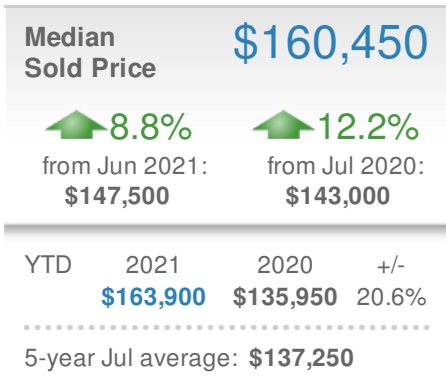 Median
Sold Price
$160,450
8.8%
from Jun 2021:
$147,500
12.2%
from Jul 2020:
$143,000
YTD 2021 2020 +/-
$163,900 $135,950 20.6%
5-year Jul average: $137,250